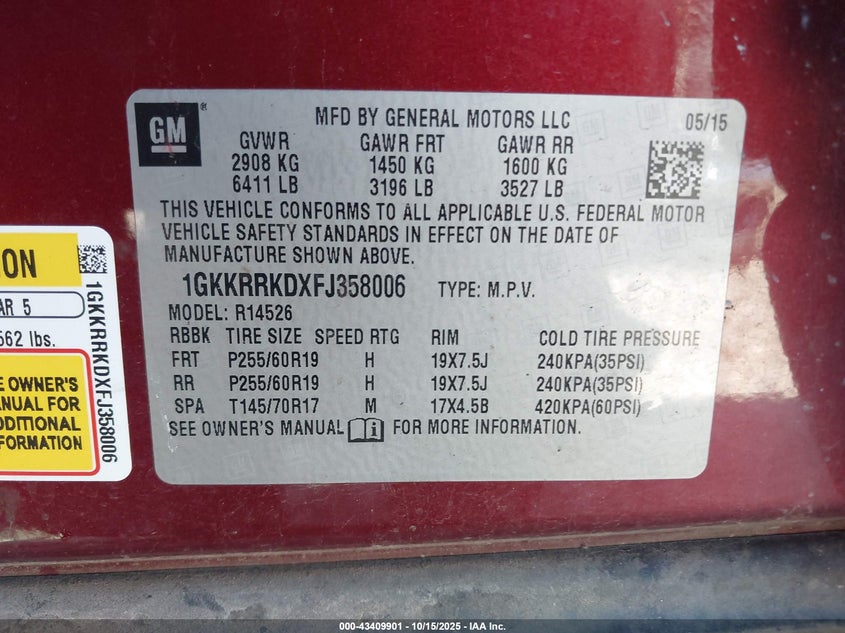 GM ®
MFD BY GENERAL MOTORS LLC 05/15
GVWR GAWR FRT GAWR RR
2908 KG 1450 KG 1600 KG
6411 LB 3196 LB 3527 LB
THIS VEHICLE CONFORMS TO ALL APPLICABLE U.S. FEDERAL MOTOR
VEHICLE SAFETY STANDARDS IN EFFECT ON THE DATE OF
MANUFACTURE SHOWN ABOVE.
1GKKRRKDXFJ358006 TYPE: M.P.V.
MODEL: R14526
RBBK TIRE SIZE SPEED RTG RIM COLD TIRE PRESSURE
FRT P255/60R19 H 19X7.5J 240KPA(35PSI)
RR P255/60R19 H 19X7.5J 240KPA(35PSI)
SPA T145/70R17 M 17X4.5B 420KPA(60PSI)
SEE OWNER'S MANUAL i FOR MORE INFORMATION.
ON
AR 5
562 lbs.
E OWNER'S
ANUAL FOR
DDITIONAL
FORMATION
1GKKRRKDXFJ358006
000-43409901 - 10/15/2025 - IAA Inc.